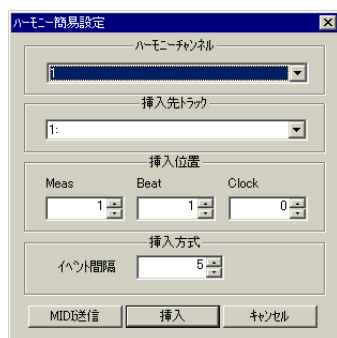 ハーモニー簡易設定
ハーモニーチャンネル
1
挿入先トラック
1:
挿入位置
Meas Beat Clock
1 1 0
挿入方式
イベント間隔 5
MIDI送信 挿入 キャンセル